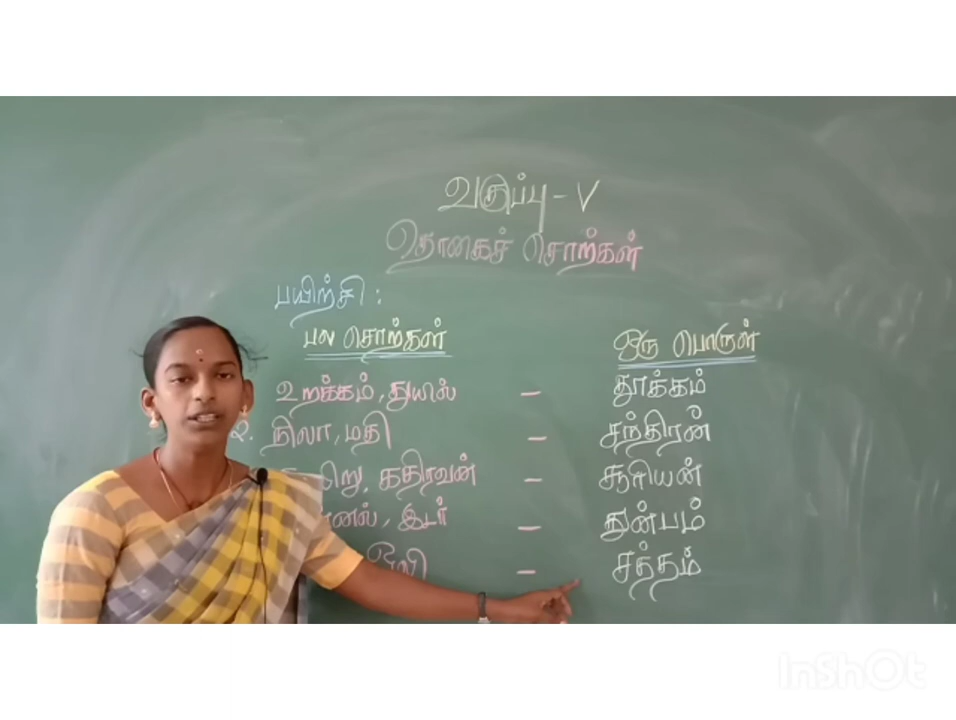 வகுப்பு - V
தொகைச் சொற்கள்
பயிற்சி :
பல சொற்கள் ஒரு பொருள்
உறக்கம், துயில் - தூக்கம்
2. நிலா, மதி - சந்திரன்
கதிரவன் - சூரியன்
இடர் - துன்பம்
ஒலி - சத்தம்
InShOt